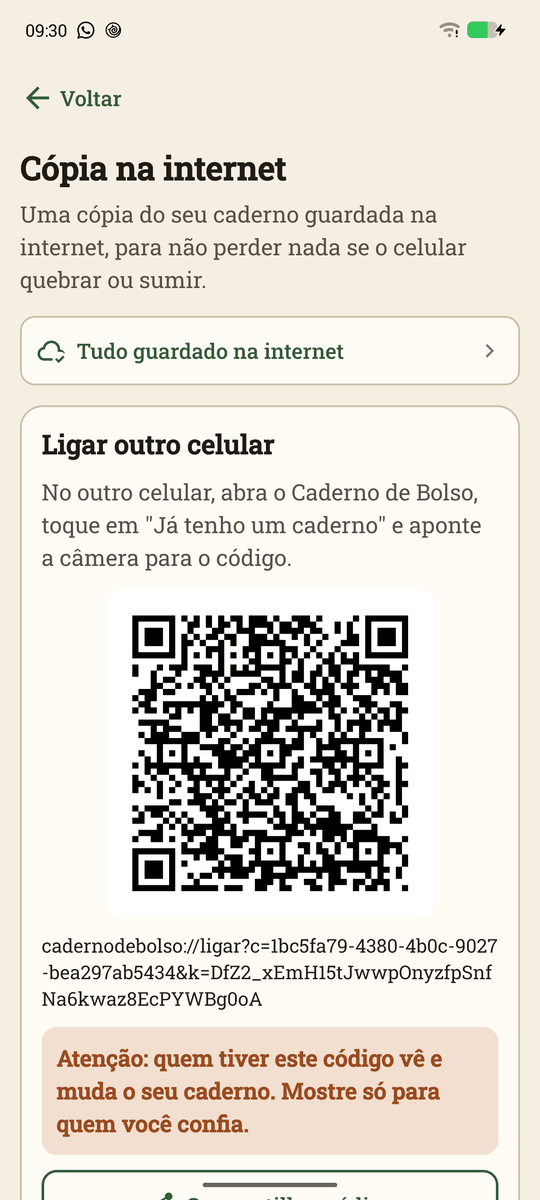 09:30
Voltar
Cópia na internet
Uma cópia do seu caderno guardada na
internet, para não perder nada se o celular
quebrar ou sumir.
Tudo guardado na internet
Ligar outro celular
No outro celular, abra o Caderno de Bolso,
toque em "Já tenho um caderno" e aponte
a câmera para o código.
cadernodebolso://ligar?c=1bc5fa79-4380-4b0c-9027
-bea297ab5434&k=DfZ2_xEmH15tJwwpOnyzfpSnf
Na6kwaz8EcPYWBg0oA
Atenção: quem tiver este código vê e
muda o seu caderno. Mostre só para
quem você confia.